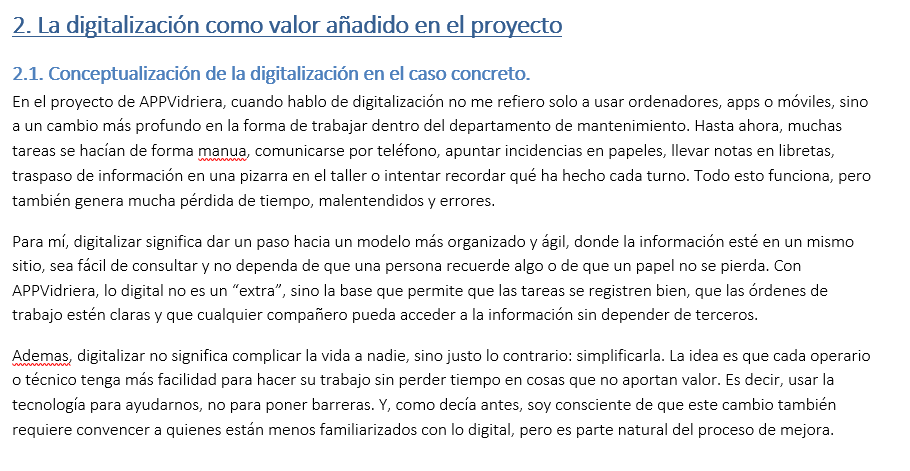 2. La digitalización como valor añadido en el proyecto
2.1. Conceptualización de la digitalización en el caso concreto.
En el proyecto de APPVidriera, cuando hablo de digitalización no me refiero solo a usar ordenadores, apps o móviles, sino
a un cambio más profundo en la forma de trabajar dentro del departamento de mantenimiento. Hasta ahora, muchas
tareas se hacían de forma manua, comunicarse por teléfono, apuntar incidencias en papeles, llevar notas en libretas,
traspaso de información en una pizarra en el taller o intentar recordar qué ha hecho cada turno. Todo esto funciona, pero
también genera mucha pérdida de tiempo, malentendidos y errores.
Para mí, digitalizar significa dar un paso hacia un modelo más organizado y ágil, donde la información esté en un mismo
sitio, sea fácil de consultar y no dependa de que una persona recuerde algo o de que un papel no se pierda. Con
APPVidriera, lo digital no es un “extra”, sino la base que permite que las tareas se registren bien, que las órdenes de
trabajo estén claras y que cualquier compañero pueda acceder a la información sin depender de terceros.
Ademas, digitalizar no significa complicar la vida a nadie, sino justo lo contrario: simplificarla. La idea es que cada operario
o técnico tenga más facilidad para hacer su trabajo sin perder tiempo en cosas que no aportan valor. Es decir, usar la
tecnología para ayudarnos, no para poner barreras. Y, como decía antes, soy consciente de que este cambio también
requiere convencer a quienes están menos familiarizados con lo digital, pero es parte natural del proceso de mejora.